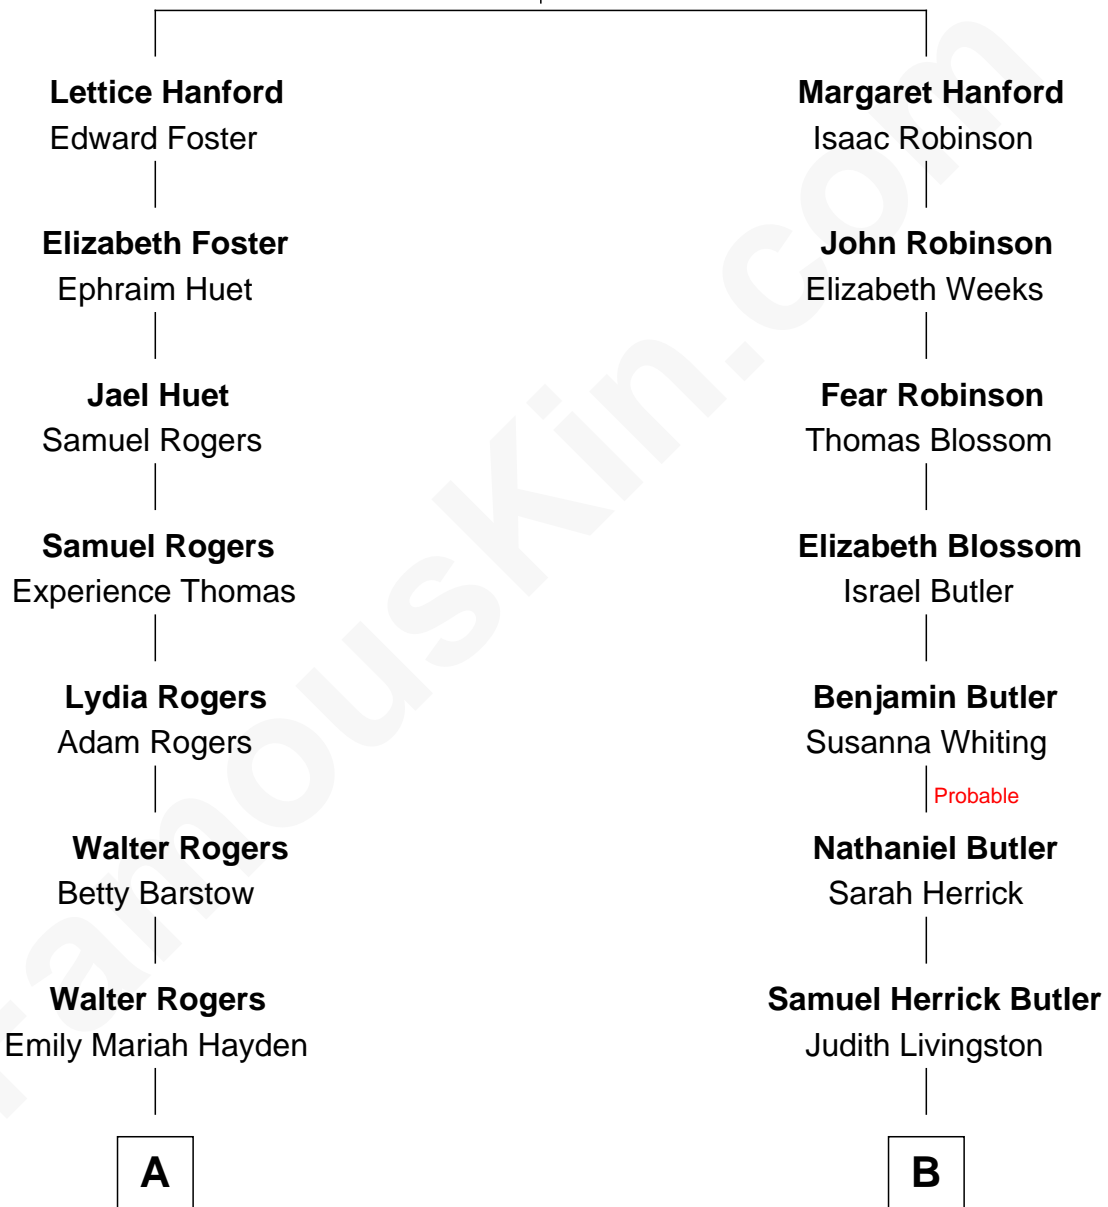 Lettice Hanford
Edward Foster
Margaret Hanford
Isaac Robinson
Elizabeth Foster
Ephraim Huet
John Robinson
Elizabeth Weeks
Jael Huet
Samuel Rogers
Fear Robinson
Thomas Blossom
Samuel Rogers
Experience Thomas
Elizabeth Blossom
Israel Butler
Lydia Rogers
Adam Rogers
Benjamin Butler
Susanna Whiting
Probable
Walter Rogers
Betty Barstow
Nathaniel Butler
Sarah Herrick
Walter Rogers
Emily Mariah Hayden
Samuel Herrick Butler
Judith Livingston
A
B
FamousKin.com